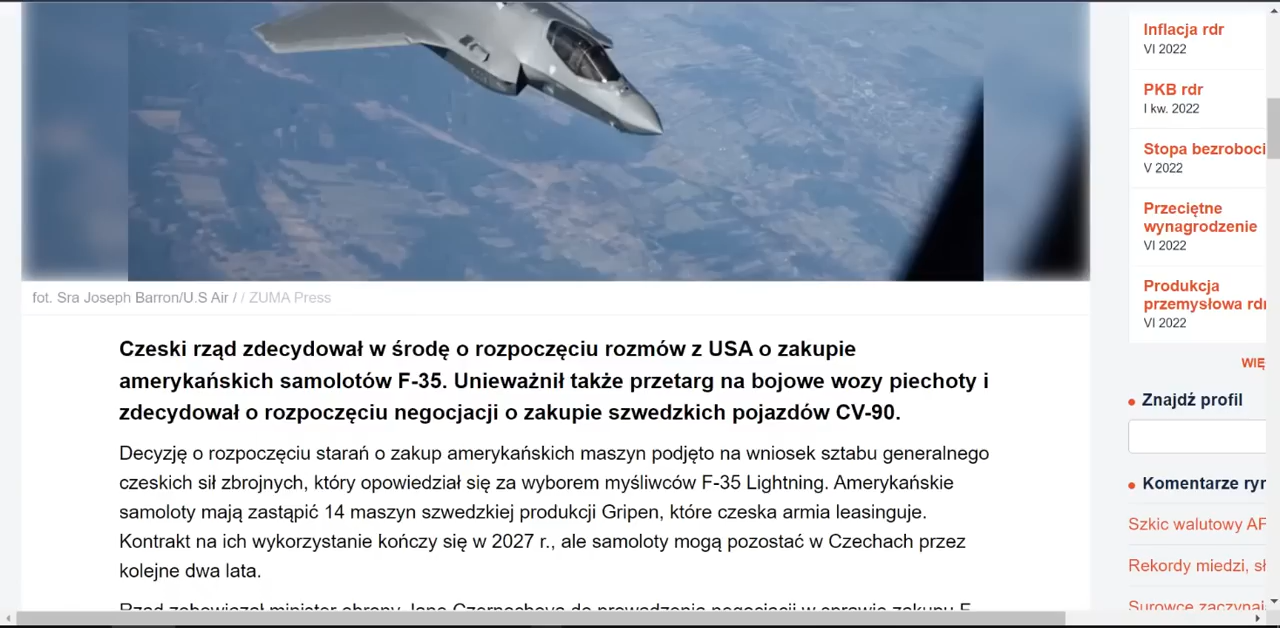 fot. Sra Joseph Barron/U.S Air / / ZUMA Press
Czeski rząd zdecydował w środę o rozpoczęciu rozmów z USA o zakupie
amerykańskich samolotów F-35. Unieważnił także przetarg na bojowe wozy piechoty i
zdecydował o rozpoczęciu negocjacji o zakupie szwedzkich pojazdów CV-90.
Decyzję o rozpoczęciu starań o zakup amerykańskich maszyn podjęto na wniosek sztabu generalnego
czeskich sił zbrojnych, który opowiedział się za wyborem myśliwców F-35 Lightning. Amerykańskie
samoloty mają zastąpić 14 maszyn szwedzkiej produkcji Gripen, które czeska armia leasinguje.
Kontrakt na ich wykorzystanie kończy się w 2027 r., ale samoloty mogą pozostać w Czechach przez
kolejne dwa lata.
Inflacja rdr
VI 2022
PKB rdr
I kw. 2022
Stopa bezroboci
V 2022
Przeciętne
wynagrodzenie
VI 2022
Produkcja
przemysłowa rdr
VI 2022
WIĘ
Znajdź profil
Komentarze ryn
Szkic walutowy AF
Rekordy miedzi, sł
Surowce zaczynaj